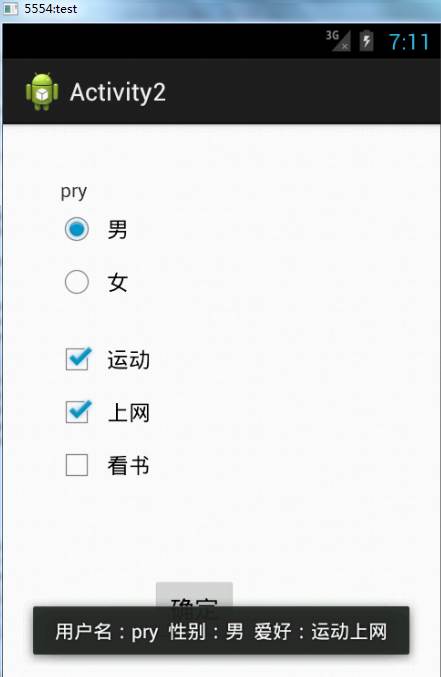 5554:test
3G 7:11
Activity2
pry
男
女
运动
上网
看书
确定
用户名：pry 性别：男 爱好：运动上网